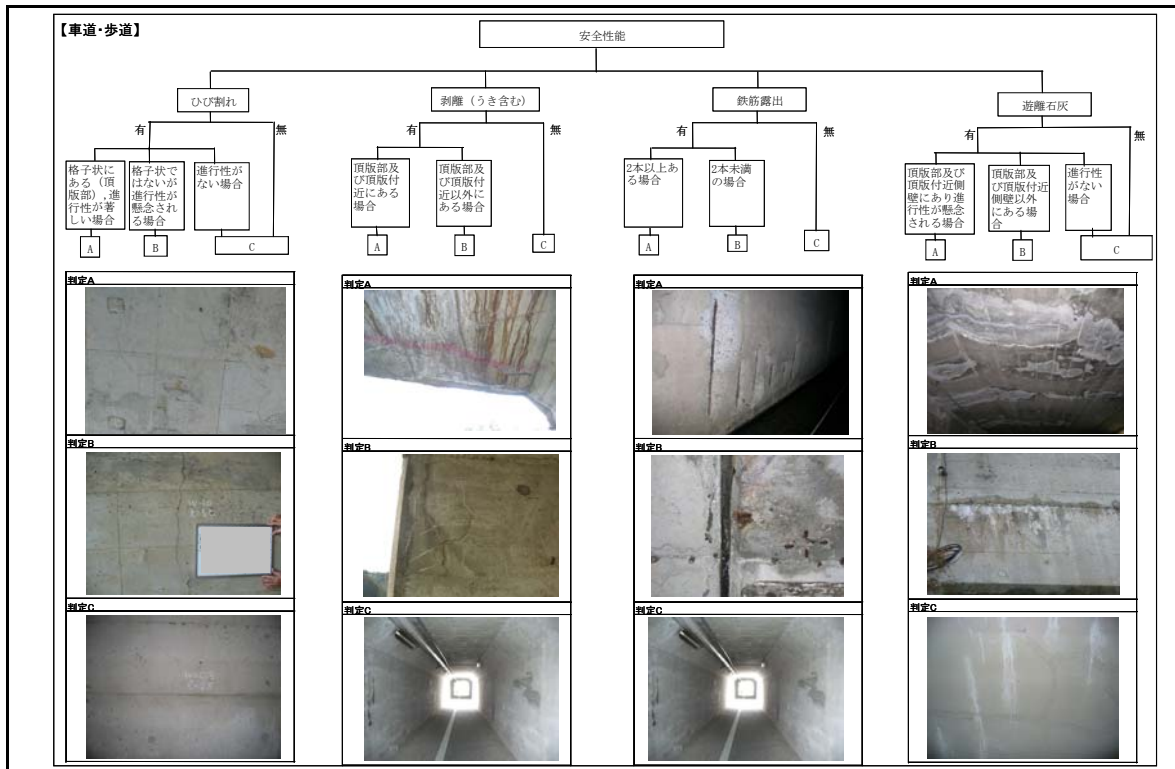 【車道・歩道】
安全性能
ひび割れ
剥離（うき含む）
鉄筋露出
遊離石灰
有
無
有
無
有
無
有
無
格子状に
ある（頂
版部）,進
行性が著
しい場合
格子状で
はないが
進行性が
懸念され
る場合
進行性が
ない場合
頂版部及
び頂版付
近にある
場合
頂版部及
び頂版付
近以外に
ある場合
2本以上あ
る場合
2本未満
の場合
頂版部及び
頂版付近側
壁にあり進
行性が懸念
される場合
頂版部及
び頂版付近
側壁以外
にある場
合
進行性
がない
場合
A
B
C
A
B
C
A
B
C
A
B
C
判定A
判定A
判定A
判定A
判定B
判定B
判定B
判定B
判定C
判定C
判定C
判定C